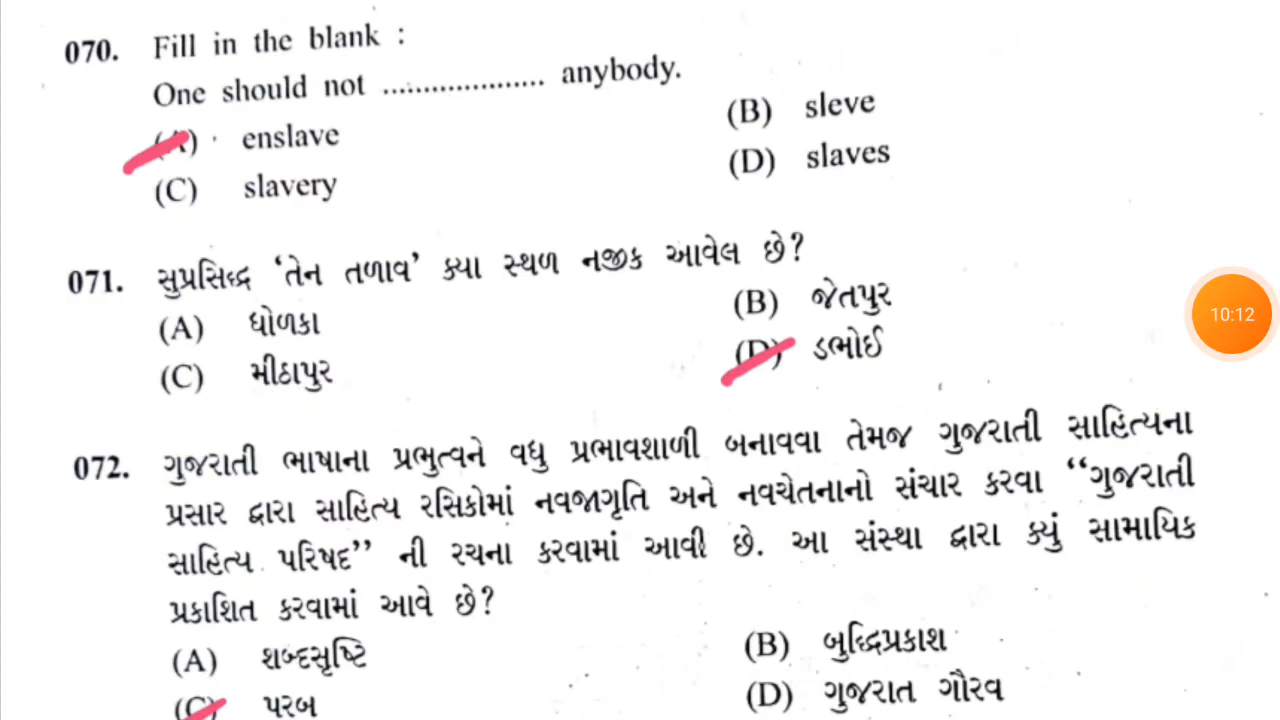 070. Fill in the blank :
One should not ..................... anybody.
(A) enslave (B) sleve
(C) slavery (D) slaves
071. સુપ્રસિદ્ધ ‘તેન તળાવ’ ક્યા સ્થળ નજીક આવેલ છે?
(A) ધોળકા (B) જેતપુર
(C) મીઠાપુર (D) ડભોઈ
10:12
072. ગુજરાતી ભાષાના પ્રભુત્વને વધુ પ્રભાવશાળી બનાવવા તેમજ ગુજરાતી સાહિત્યના
પ્રસાર દ્વારા સાહિત્ય રસિકોમાં નવજાગૃતિ અને નવચેતનાનો સંચાર કરવા “ગુજરાતી
સાહિત્ય પરિષદ” ની રચના કરવામાં આવી છે. આ સંસ્થા દ્વારા ક્યું સામાયિક
પ્રકાશિત કરવામાં આવે છે?
(A) શબ્દસૃષ્ટિ (B) બુદ્ધિપ્રકાશ
(C) પરબ (D) ગુજરાત ગૌરવ